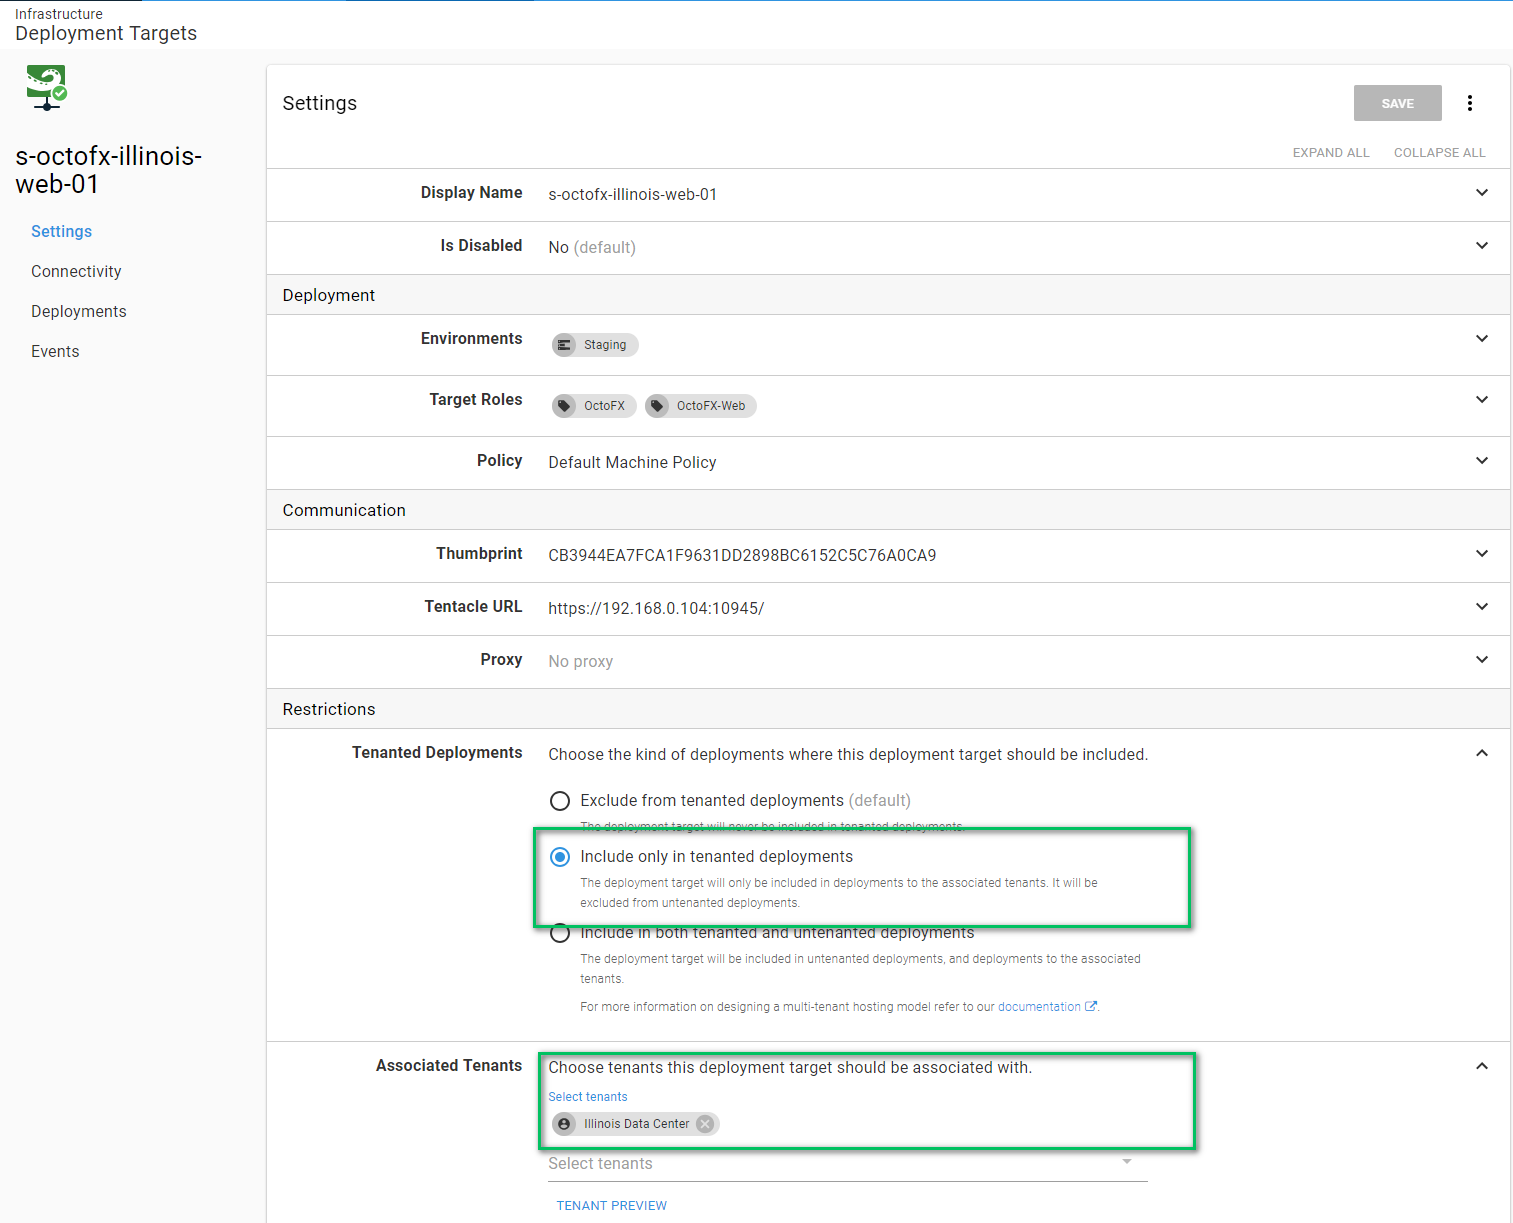 Infrastructure
Deployment Targets
s-octofx-illinois-
web-01
Settings
Connectivity
Deployments
Events
Settings
SAVE
EXPAND ALL COLLAPSE ALL
Display Name s-octofx-illinois-web-01
Is Disabled No (default)
Deployment
Environments Staging
Target Roles OctoFX OctoFX-Web
Policy Default Machine Policy
Communication
Thumbprint CB3944EA7FCA1F9631DD2898BC6152C5C76A0CA9
Tentacle URL https://192.168.0.104:10945/
Proxy No proxy
Restrictions
Tenanted Deployments Choose the kind of deployments where this deployment target should be included.
Exclude from tenanted deployments (default)
The deployment target will never be included in tenanted deployments.
Include only in tenanted deployments
The deployment target will only be included in deployments to the associated tenants. It will be
excluded from untenanted deployments.
Include in both tenanted and untenanted deployments
The deployment target will be included in untenanted deployments, and deployments to the associated
tenants.
For more information on designing a multi-tenant hosting model refer to our documentation.
Associated Tenants Choose tenants this deployment target should be associated with.
Select tenants
Illinois Data Center
Select tenants
TENANT PREVIEW